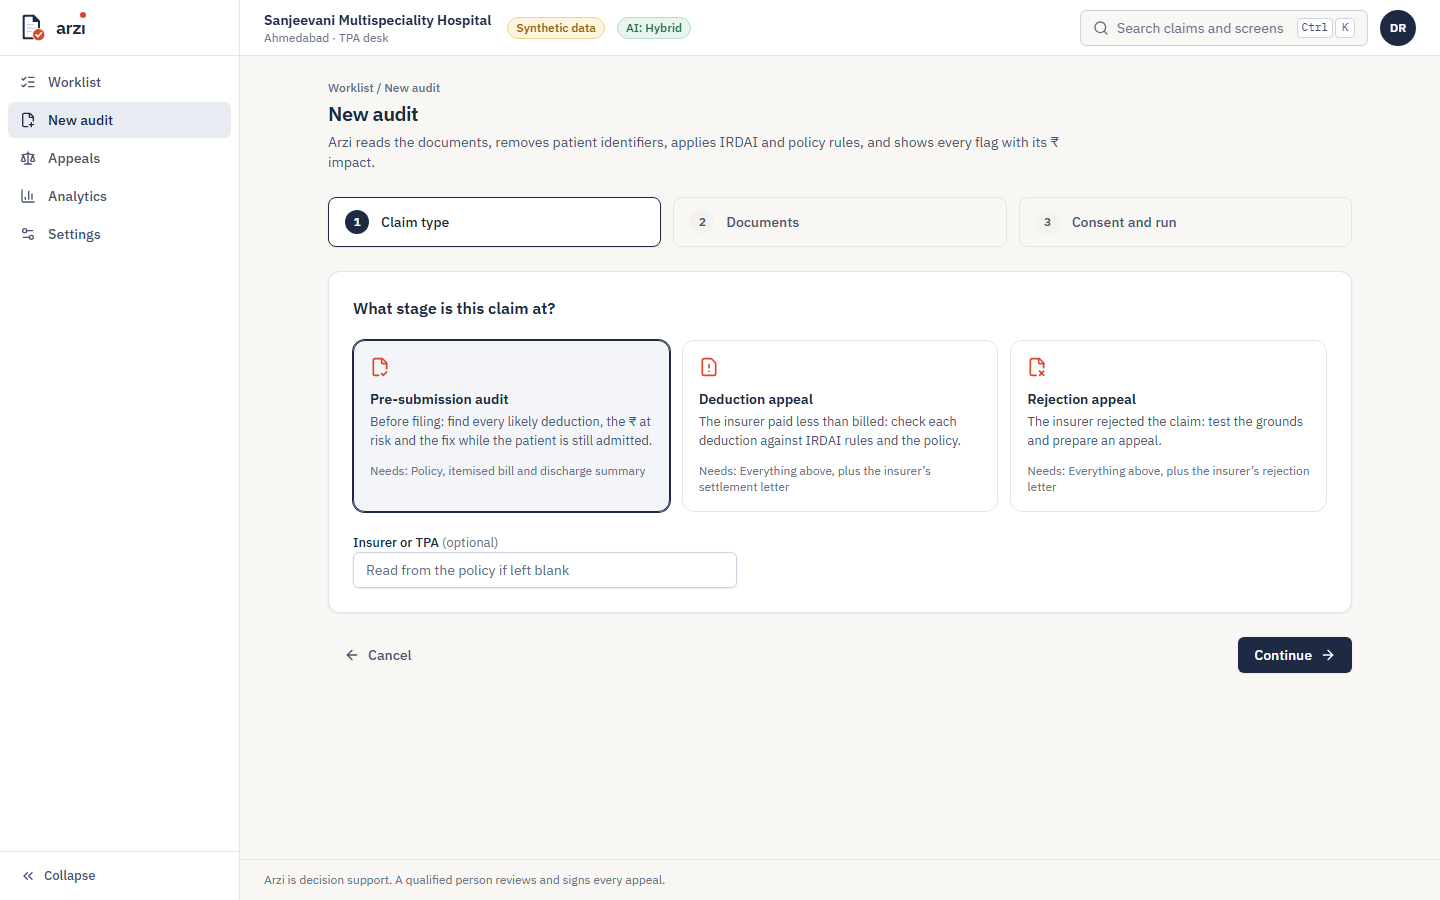 arzi
Sanjeevani Multispeciality Hospital
Ahmedabad · TPA desk
Synthetic data
AI: Hybrid
Search claims and screens
Ctrl K
DR
Worklist
New audit
Appeals
Analytics
Settings
Collapse
Worklist / New audit
New audit
Arzi reads the documents, removes patient identifiers, applies IRDAI and policy rules, and shows every flag with its ₹
impact.
1 Claim type
2 Documents
3 Consent and run
What stage is this claim at?
Pre-submission audit
Before filing: find every likely deduction, the ₹ at
risk and the fix while the patient is still admitted.
Needs: Policy, itemised bill and discharge summary
Deduction appeal
The insurer paid less than billed: check each
deduction against IRDAI rules and the policy.
Needs: Everything above, plus the insurer’s
settlement letter
Rejection appeal
The insurer rejected the claim: test the grounds
and prepare an appeal.
Needs: Everything above, plus the insurer’s rejection
letter
Insurer or TPA (optional)
Read from the policy if left blank
Cancel
Continue
Arzi is decision support. A qualified person reviews and signs every appeal.